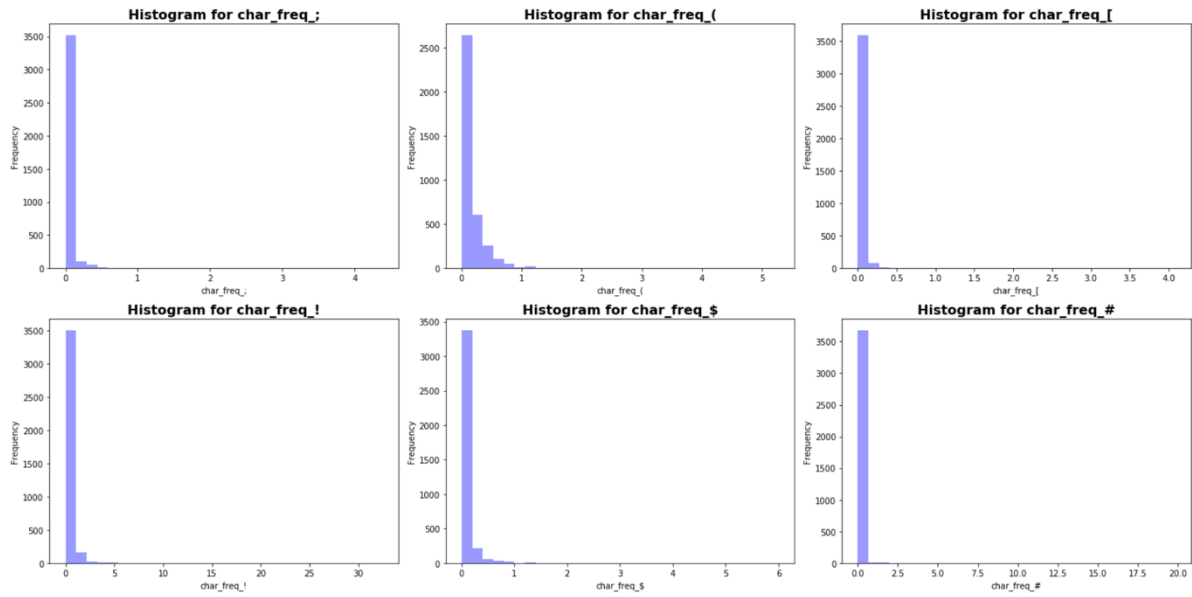 Histogram for char_freq_;
Frequency
3500
3000
2500
2000
1500
1000
500
0
0 1 2 3 4
char_freq_;
Histogram for char_freq_(
Frequency
2500
2000
1500
1000
500
0
0 1 2 3 4 5
char_freq_(
Histogram for char_freq_[
Frequency
3500
3000
2500
2000
1500
1000
500
0
0.0 0.5 1.0 1.5 2.0 2.5 3.0 3.5 4.0
char_freq_[
Histogram for char_freq_!
Frequency
3500
3000
2500
2000
1500
1000
500
0
0 5 10 15 20 25 30
char_freq_!
Histogram for char_freq_$
Frequency
3500
3000
2500
2000
1500
1000
500
0
0 1 2 3 4 5 6
char_freq_$
Histogram for char_freq_#
Frequency
3500
3000
2500
2000
1500
1000
500
0
0.0 2.5 5.0 7.5 10.0 12.5 15.0 17.5 20.0
char_freq_#